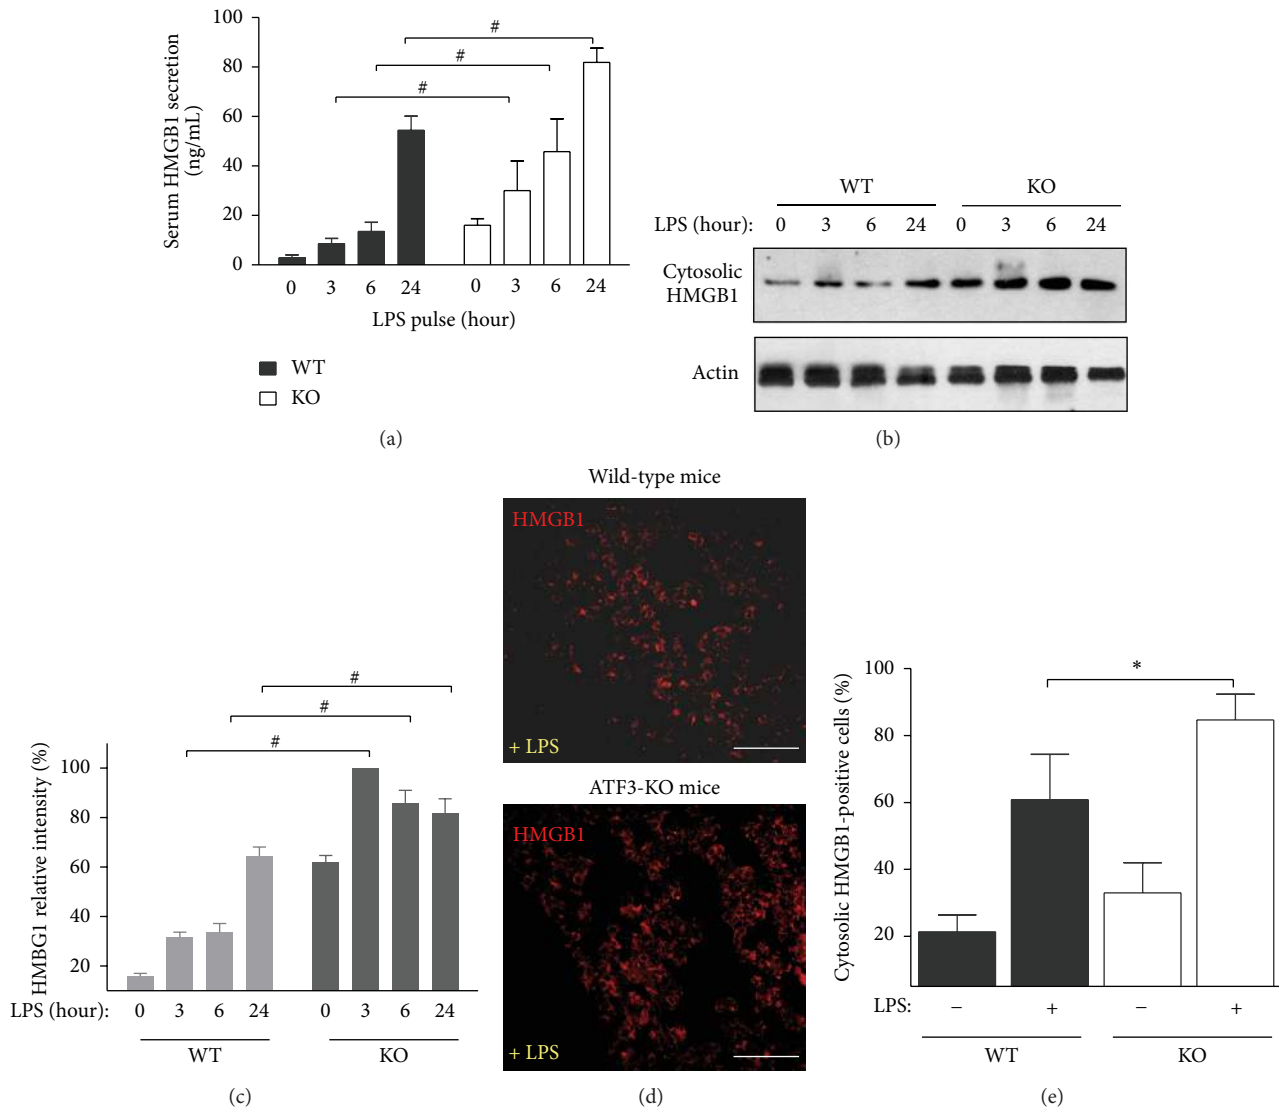 100
80
60
40
20
0
Serum HMGB1 secretion
(ng/mL)
#
#
#
0 3 6 24 0 3 6 24
LPS pulse (hour)
WT
KO
(a)
WT KO
LPS (hour): 0 3 6 24 0 3 6 24
Cytosolic
HMGB1
Actin
(b)
HMBG1 relative intensity (%)
100
80
60
40
20
#
#
#
LPS (hour): 0 3 6 24 0 3 6 24
WT KO
(c)
Wild-type mice
HMGB1
+ LPS
ATF3-KO mice
HMGB1
+ LPS
(d)
Cytosolic HMGB1-positive cells (%)
100
80
60
40
20
*
LPS: − + − +
WT KO
(e)